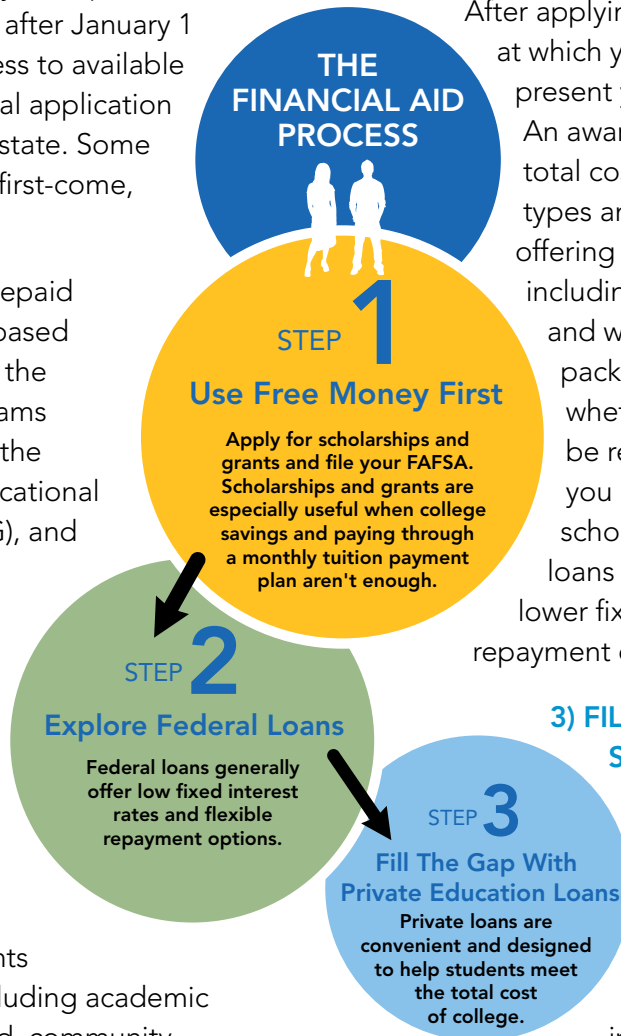 after January 1
ess to available
al application
state. Some
first-come,
epaid
based
the
ams
the
cational
G), and
nts
luding academic
THE
FINANCIAL AID
PROCESS
STEP 1
Use Free Money First
Apply for scholarships and
grants and file your FAFSA.
Scholarships and grants are
especially useful when college
savings and paying through
a monthly tuition payment
plan aren't enough.
STEP 2
Explore Federal Loans
Federal loans generally
offer low fixed interest
rates and flexible
repayment options.
STEP 3
Fill The Gap With
Private Education Loans
Private loans are
convenient and designed
to help students meet
the total cost
of college.
After applying
at which y
present y
An awar
total co
types an
offering
includin
and w
pack
whet
be re
you
scho
loans
lower fix
repayment
3) FIL
S